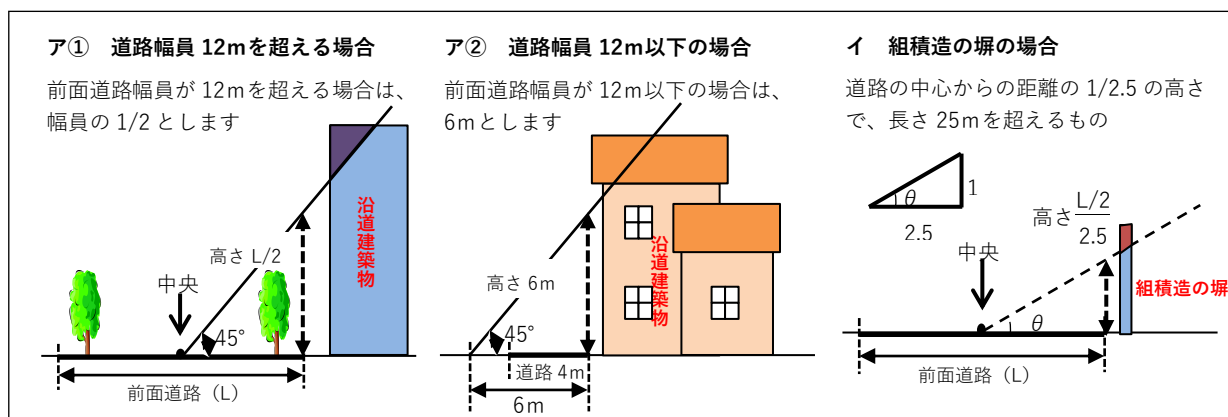 ア① 道路幅員 12mを超える場合
前面道路幅員が 12mを超える場合は、
幅員の 1/2 とします
沿道建築物
高さ L/2
中央
45°
前面道路（L）
ア② 道路幅員 12m以下の場合
前面道路幅員が 12m以下の場合は、
6mとします
沿道建築物
高さ 6m
45°
道路 4m
6m
イ 組積造の塀の場合
道路の中心からの距離の 1/2.5 の高さ
で、長さ 25mを超えるもの
θ
1
2.5
高さ L/2
2.5
中央
組積造の塀
θ
前面道路（L）